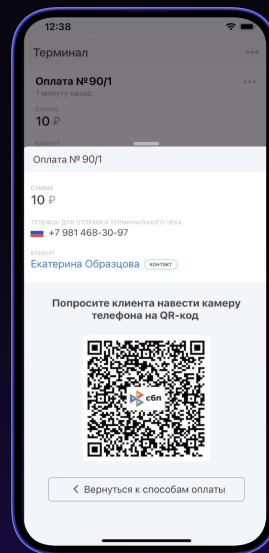 12:38
Терминал
Оплата №90/1
1 минуту назад
СУММА
10 ₽
КЛИЕНТ
Оплата № 90/1
СУММА
10 ₽
ТЕЛЕФОН ДЛЯ ОТПРАВКИ ТЕРМИНАЛЬНОГО ЧЕКА
+7 981 468-30-97
КЛИЕНТ
Екатерина Образцова КОНТАКТ
Попросите клиента навести камеру
телефона на QR-код
сбп
Вернуться к способам оплаты